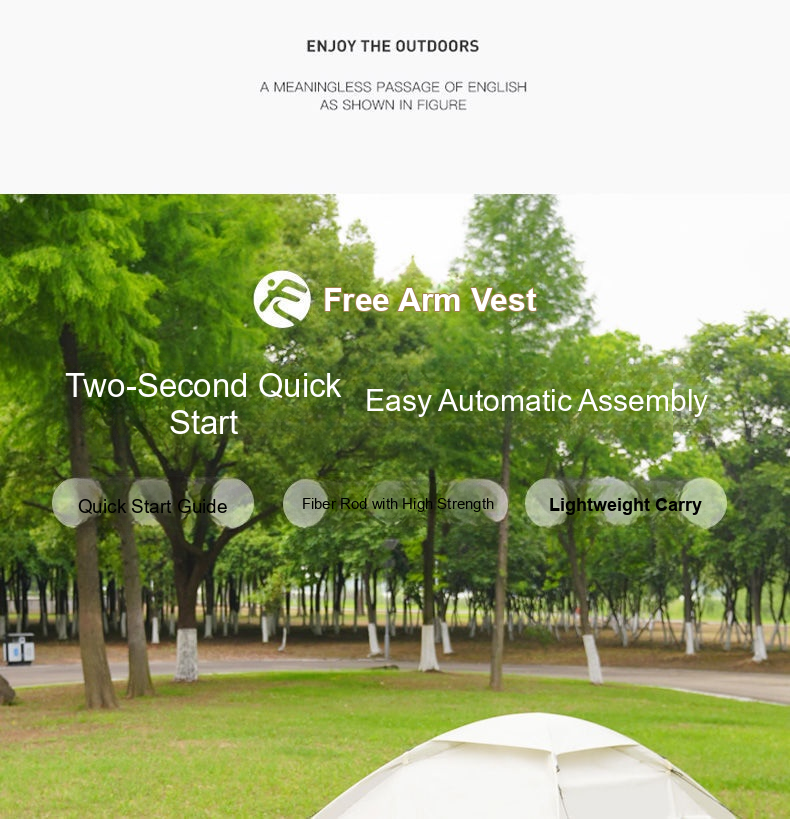 ENJOY THE OUTDOORS
A MEANINGLESS PASSAGE OF ENGLISH
AS SHOWN IN FIGURE
Free Arm Vest
Two-Second Quick
Start
Easy Automatic Assembly
Quick Start Guide
Fiber Rod with High Strength
Lightweight Carry